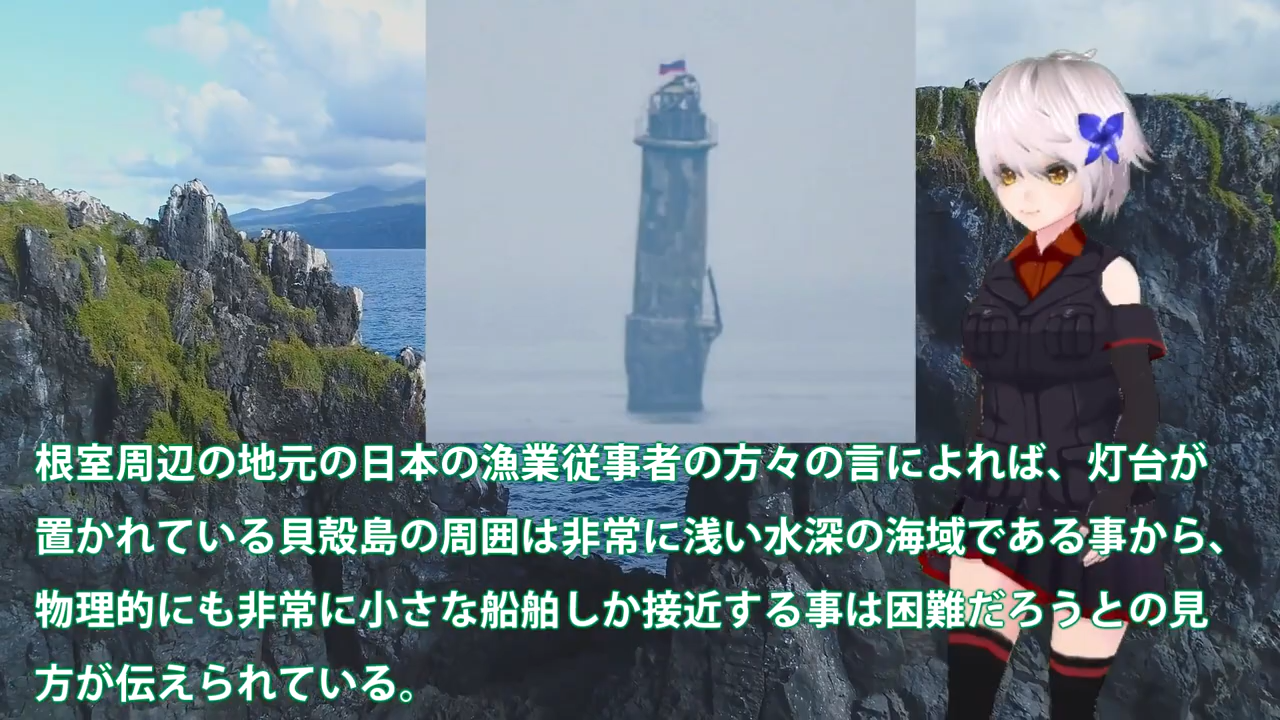 根室周辺の地元の日本の漁業従事者の方々の言によれば、灯台が
置かれている貝殻島の周囲は非常に浅い水深の海域である事から、
物理的にも非常に小さな船舶しか接近する事は困難だろうとの見
方が伝えられている。